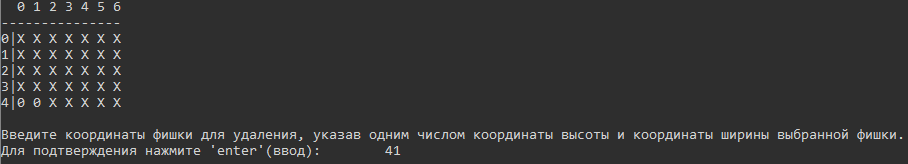 0 1 2 3 4 5 6
---------------
0|X X X X X X X
1|X X X X X X X
2|X X X X X X X
3|X X X X X X X
4|0 0 X X X X X
Введите координаты фишки для удаления, указав одним числом координаты высоты и координаты ширины выбранной фишки.
Для подтверждения нажмите 'enter'(ввод): 41